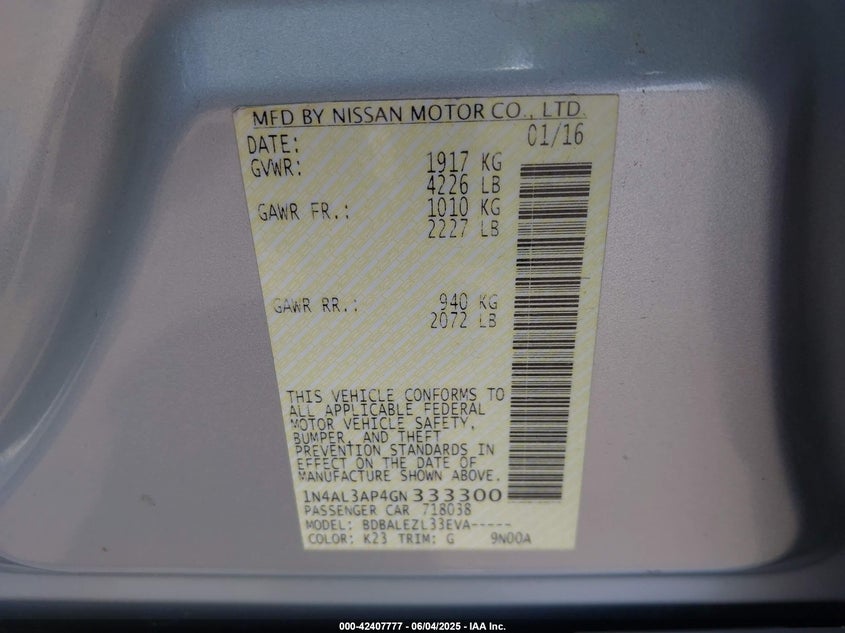 MFD BY NISSAN MOTOR CO., LTD.
DATE: 01/16
GVWR: 1917 KG
4226 LB
GAWR FR.: 1010 KG
2227 LB
GAWR RR.: 940 KG
2072 LB
THIS VEHICLE CONFORMS TO
ALL APPLICABLE FEDERAL
MOTOR VEHICLE SAFETY,
BUMPER, AND THEFT
PREVENTION STANDARDS IN
EFFECT ON THE DATE OF
MANUFACTURE SHOWN ABOVE.
1N4AL3AP4GN333300
PASSENGER CAR 718038
MODEL: BDBALEZL33EVA-----
COLOR: K23 TRIM: G 9N00A
000-42407777 - 06/04/2025 - IAA Inc.